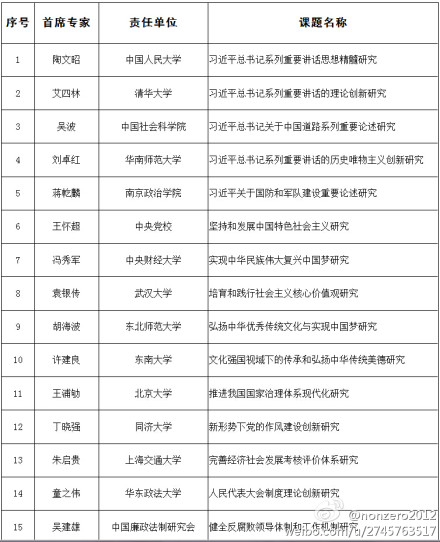 序号 首席专家 责任单位 课题名称
1 陶文昭 中国人民大学 习近平总书记系列重要讲话思想精髓研究
2 艾四林 清华大学 习近平总书记系列重要讲话的理论创新研究
3 吴波 中国社会科学院 习近平总书记关于中国道路系列重要论述研究
4 刘卓红 华南师范大学 习近平总书记系列重要讲话的历史唯物主义创新研究
5 蒋乾麟 南京政治学院 习近平关于国防和军队建设重要论述研究
6 王怀超 中央党校 坚持和发展中国特色社会主义研究
7 冯秀军 中央财经大学 实现中华民族伟大复兴中国梦研究
8 袁银传 武汉大学 培育和践行社会主义核心价值观研究
9 胡海波 东北师范大学 弘扬中华优秀传统文化与实现中国梦研究
10 许建良 东南大学 文化强国视域下的传承和弘扬中华传统美德研究
11 王浦劬 北京大学 推进我国国家治理体系现代化研究
12 丁晓强 同济大学 新形势下党的作风建设创新研究
13 朱启贵 上海交通大学 完善经济社会发展考核评价体系研究
14 童之伟 华东政法大学 人民代表大会制度理论创新研究
15 吴建雄 中国廉政法制研究会 健全反腐败领导体制和工作机制研究
@nonzero2012
weibo.com/u/2745763517